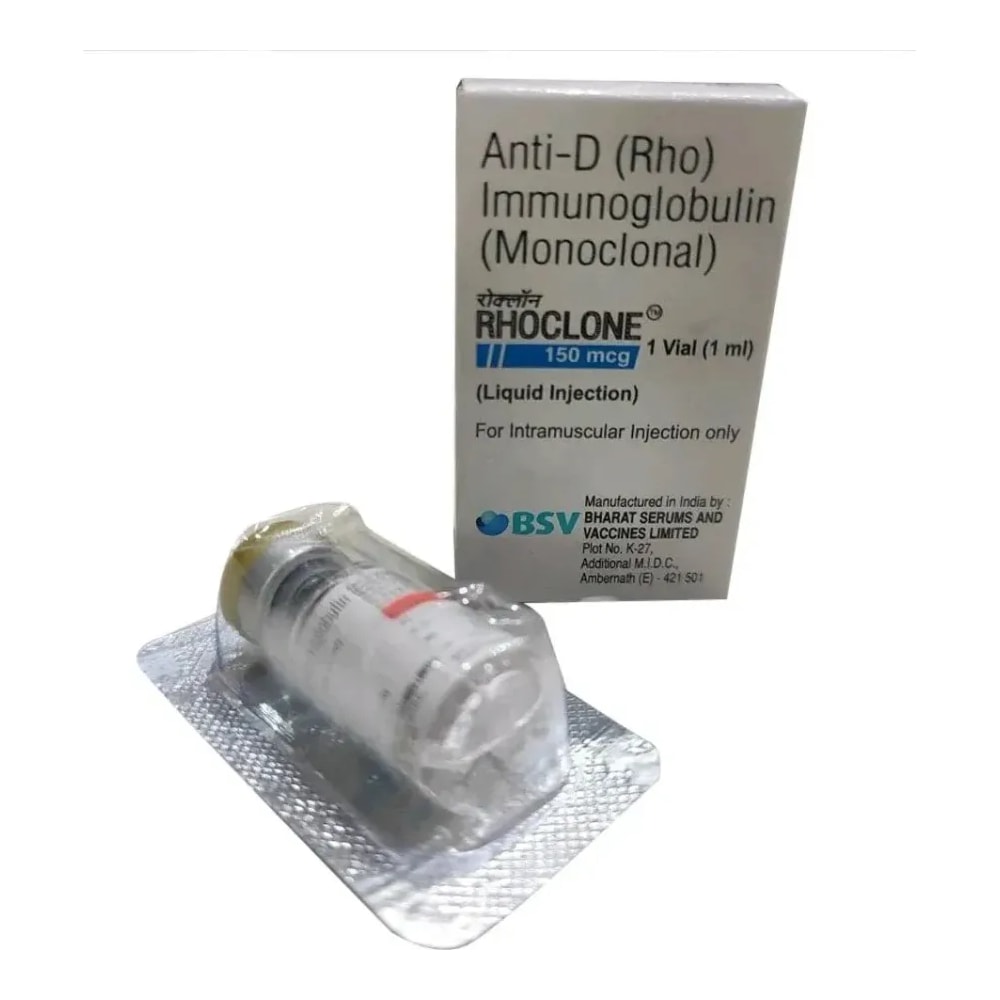 Anti-D (Rho)
Immunoglobulin
(Monoclonal)
रोक्लॉन
RHOCLONE™
150 mcg 1 Vial (1 ml)
(Liquid Injection)
For Intramuscular Injection only
BSV
Manufactured in India by :
BHARAT SERUMS AND
VACCINES LIMITED
Plot No. K-27,
Additional M.I.D.C.,
Ambernath (E) - 421 501